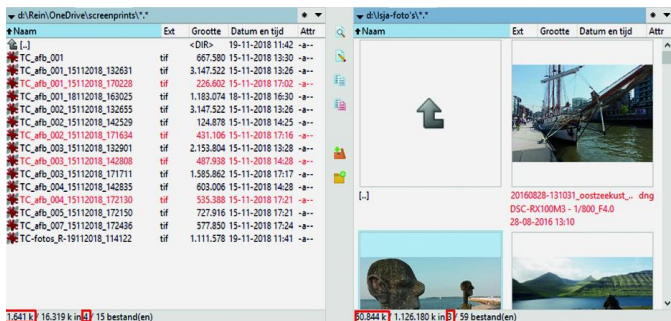 d:\Rein\OneDrive\screenprints\*.*
Naam Ext Grootte Datum en tijd Attr
[..] <DIR> 19-11-2018 11:42 -a--
TC_afb_001 tif 667.580 15-11-2018 13:30 -a--
TC_afb_001_15112018_132631 tif 3.147.522 15-11-2018 13:26 -a--
TC_afb_001_15112018_170228 tif 226.602 15-11-2018 17:02 -a--
TC_afb_001_18112018_163025 tif 1.183.074 18-11-2018 16:30 -a--
TC_afb_002_15112018_132655 tif 3.147.522 15-11-2018 13:26 -a--
TC_afb_002_15112018_142529 tif 124.878 15-11-2018 14:25 -a--
TC_afb_002_15112018_171634 tif 431.106 15-11-2018 17:16 -a--
TC_afb_003_15112018_132901 tif 2.153.804 15-11-2018 13:28 -a--
TC_afb_003_15112018_142808 tif 487.938 15-11-2018 14:28 -a--
TC_afb_003_15112018_171711 tif 1.585.862 15-11-2018 17:17 -a--
TC_afb_004_15112018_142835 tif 603.006 15-11-2018 14:28 -a--
TC_afb_004_15112018_172130 tif 535.388 15-11-2018 17:21 -a--
TC_afb_005_15112018_172150 tif 727.916 15-11-2018 17:21 -a--
TC_afb_007_15112018_172436 tif 577.850 15-11-2018 17:24 -a--
TC-fotos_R-19112018_114122 tif 1.111.578 19-11-2018 11:41 -a--
1.641 k / 16.319 k in 4 / 15 bestand(en)
d:\Isja-foto's\*.*
Naam Ext Grootte Datum en tijd Attr
[..]
20160828-131031_oostzeekust_.. dng
DSC-RX100M3 - 1/800_F4.0
28-08-2016 13:10
60.844 k / 1.126.180 k in 3 / 59 bestand(en)